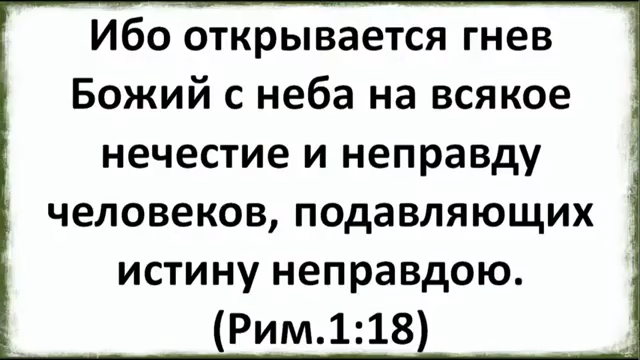 Ибо открывается гнев
Божий с неба на всякое
нечестие и неправду
человеков, подавляющих
истину неправдою.
(Рим.1:18)